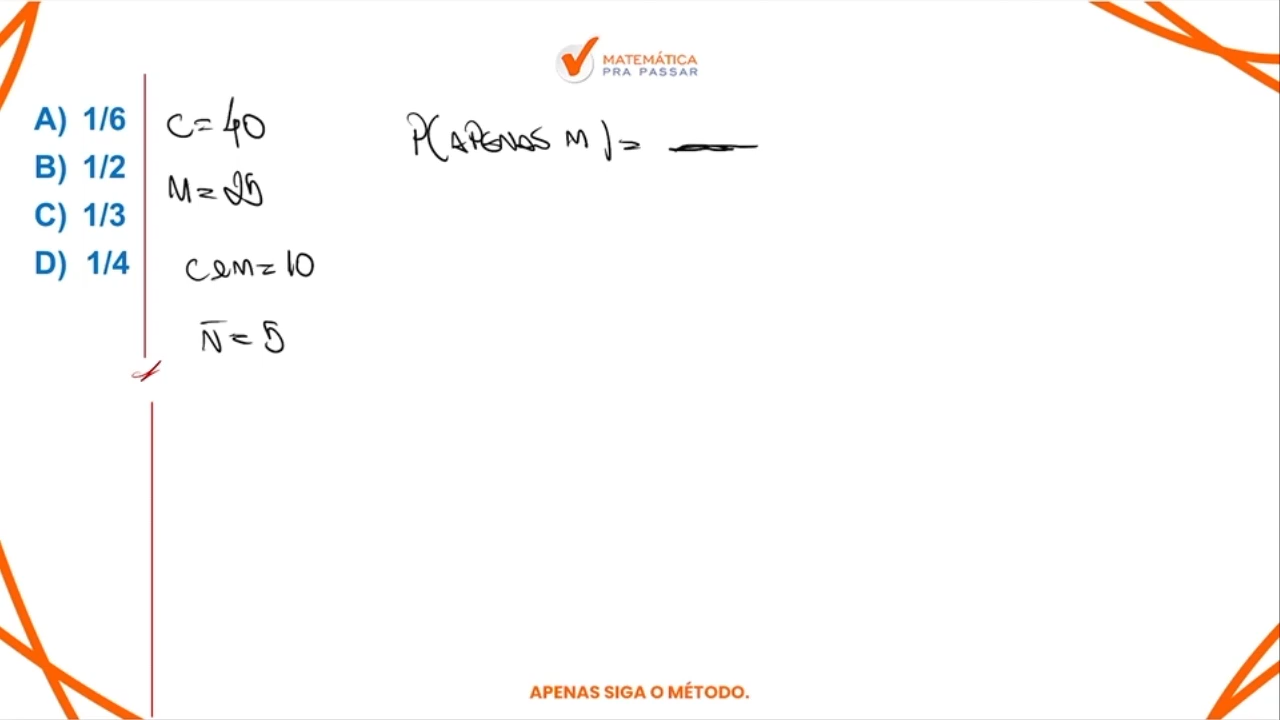 MATEMÁTICA
PRA PASSAR
A) 1/6
B) 1/2
C) 1/3
D) 1/4
C = 40
M = 25
C e M = 10
N̅ = 5
P(APENAS M) =
APENAS SIGA O MÉTODO.